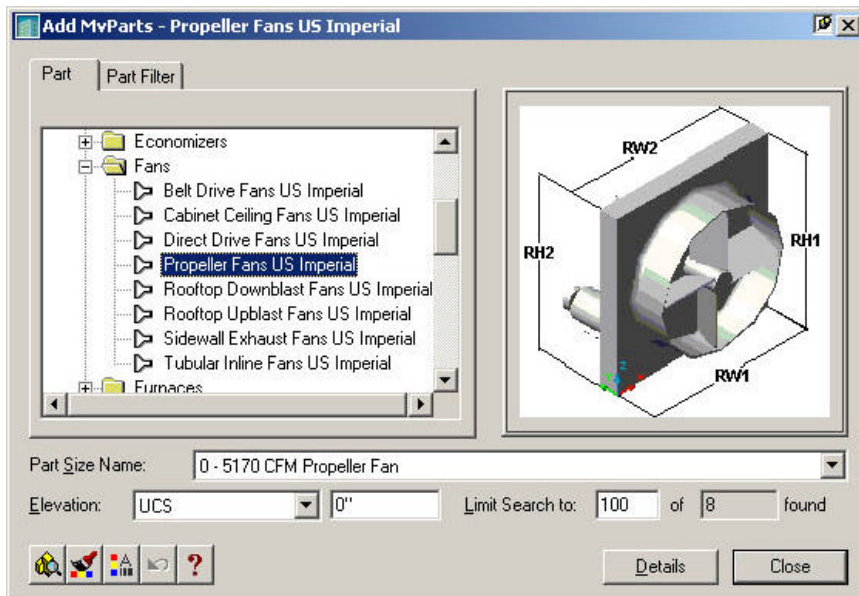 Add MvParts - Propeller Fans US Imperial
Part
Part Filter
Economizers
Fans
Belt Drive Fans US Imperial
Cabinet Ceiling Fans US Imperial
Direct Drive Fans US Imperial
Propeller Fans US Imperial
Rooftop Downblast Fans US Imperial
Rooftop Upblast Fans US Imperial
Sidewall Exhaust Fans US Imperial
Tubular Inline Fans US Imperial
Furnaces
RW2
RH2
RH1
RW1
Z
Part Size Name: 0 - 5170 CFM Propeller Fan
Elevation: UCS 0" Limit Search to: 100 of 8 found
? Details Close